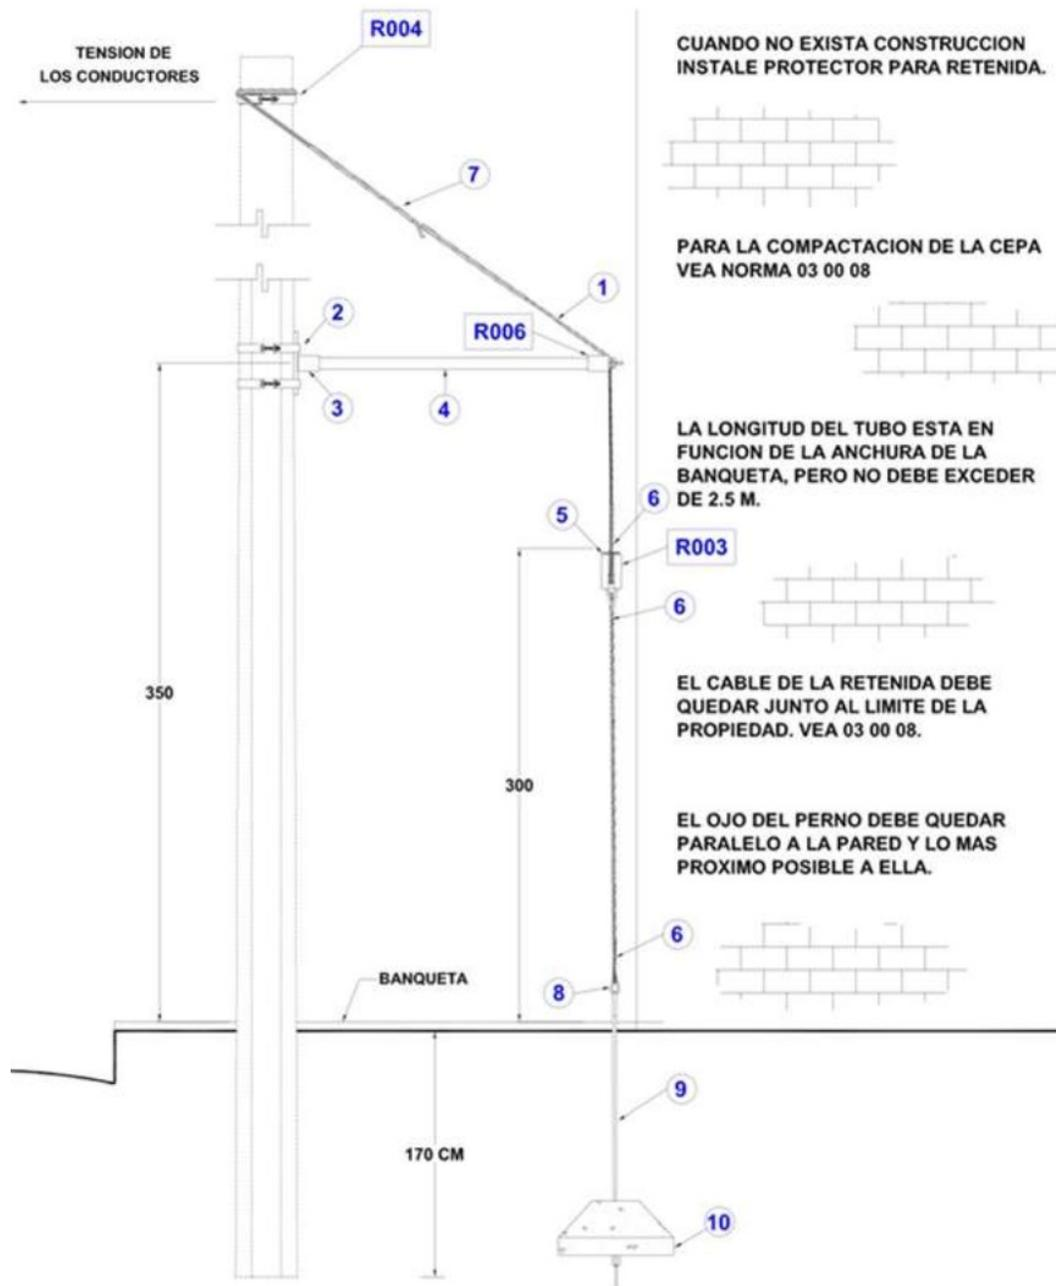 R004
TENSION DE
LOS CONDUCTORES
CUANDO NO EXISTA CONSTRUCCION
INSTALE PROTECTOR PARA RETENIDA.
7
PARA LA COMPACTACION DE LA CEPA
VEA NORMA 03 00 08
1
2
R006
3
4
LA LONGITUD DEL TUBO ESTA EN
FUNCION DE LA ANCHURA DE LA
BANQUETA, PERO NO DEBE EXCEDER
DE 2.5 M.
6
5
R003
6
350
EL CABLE DE LA RETENIDA DEBE
QUEDAR JUNTO AL LIMITE DE LA
PROPIEDAD. VEA 03 00 08.
300
EL OJO DEL PERNO DEBE QUEDAR
PARALELO A LA PARED Y LO MAS
PROXIMO POSIBLE A ELLA.
6
BANQUETA
8
9
170 CM
10